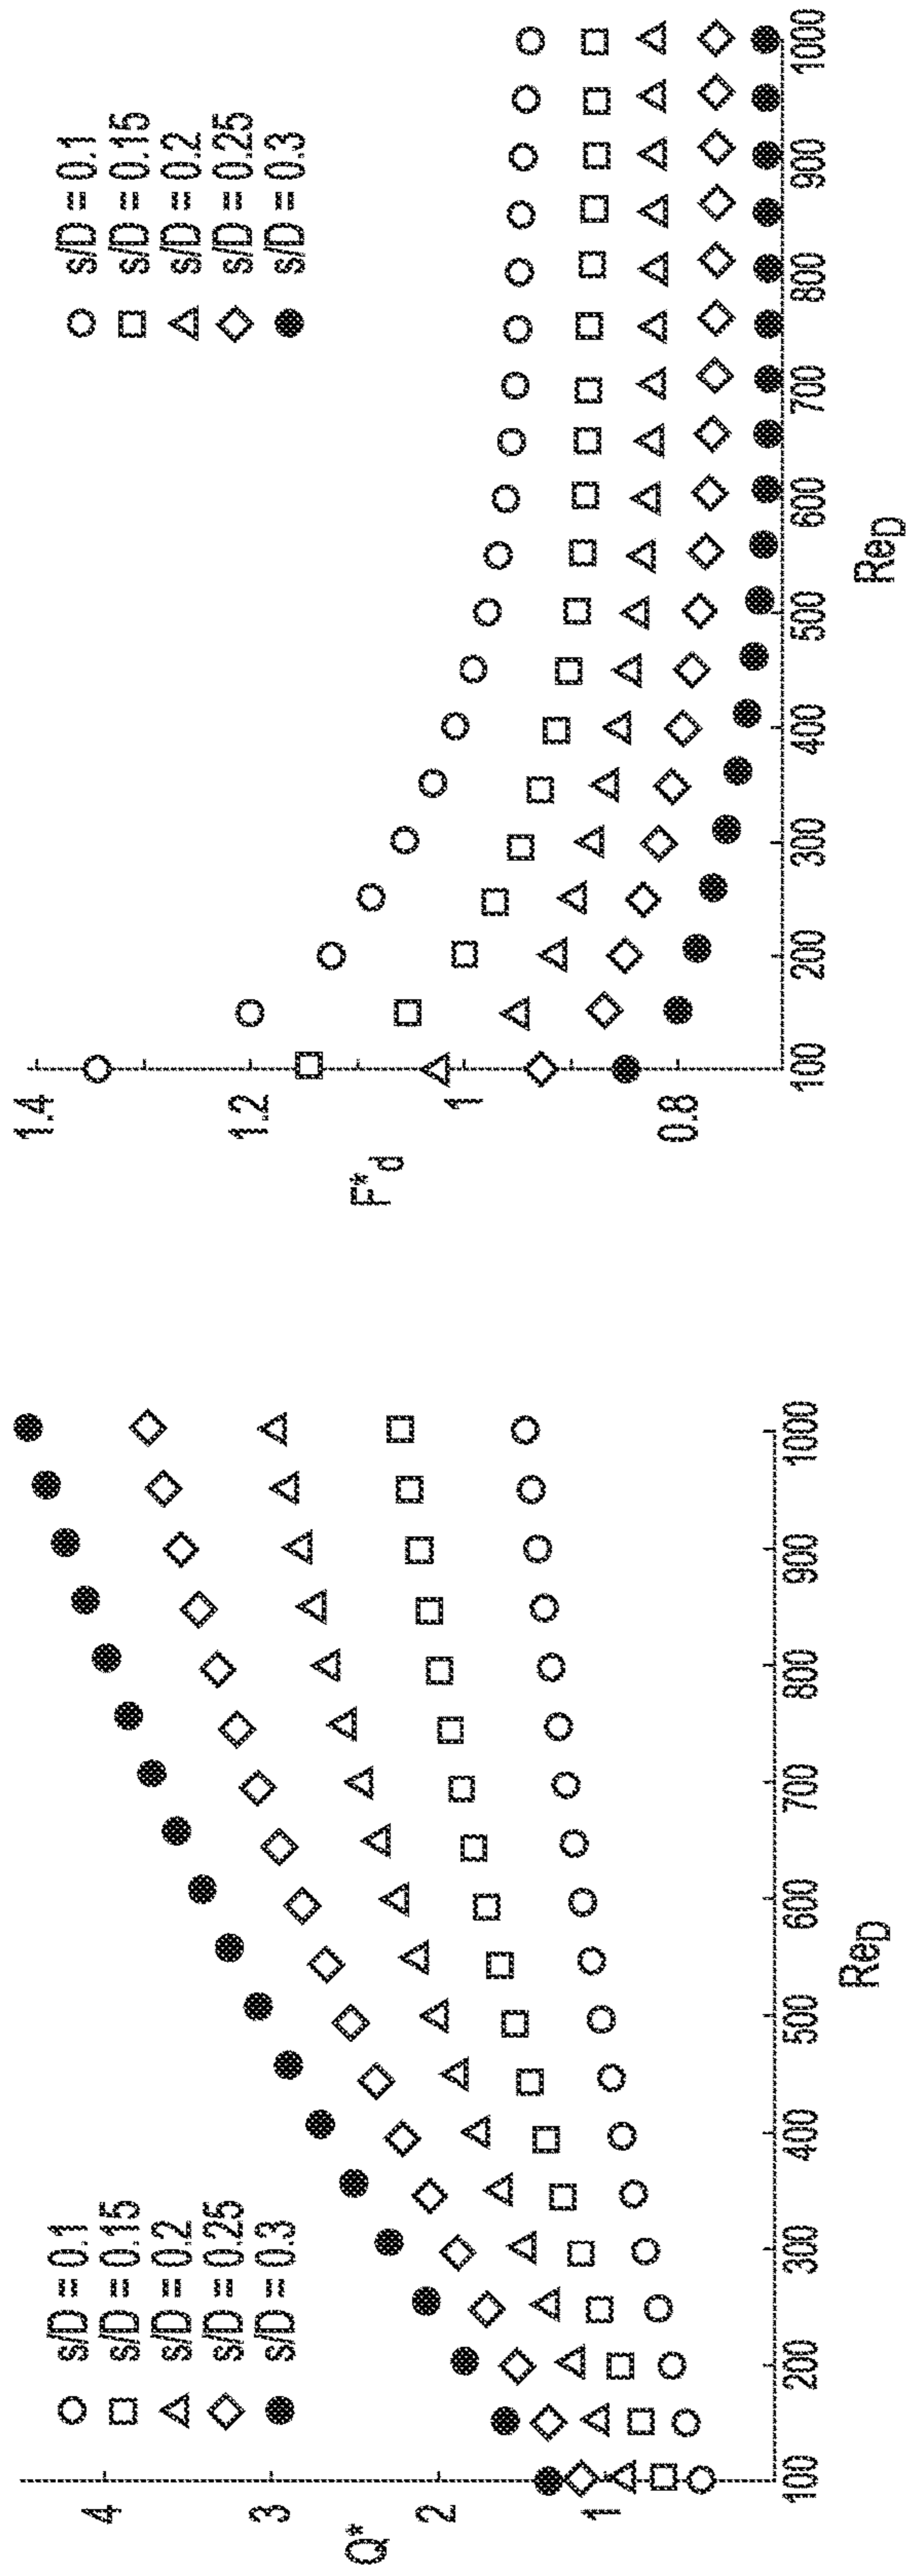 s/D = 0.1
s/D = 0.15
s/D = 0.2
s/D = 0.25
s/D = 0.3
4
3
2
1
Q*
100 200 300 400 500 600 700 800 900 1000
Re_D
s/D = 0.1
s/D = 0.15
s/D = 0.2
s/D = 0.25
s/D = 0.3
1.4
1.2
1
0.8
F*_d
100 200 300 400 500 600 700 800 900 1000
Re_D